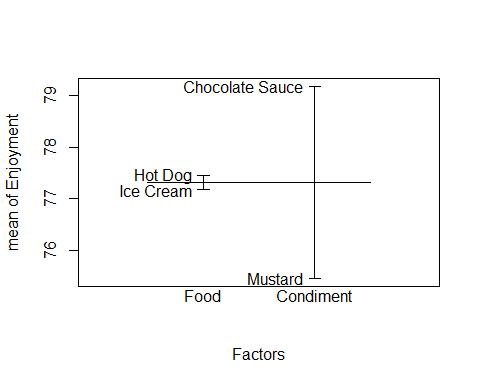 79
78
77
76
mean of Enjoyment
Chocolate Sauce
Hot Dog
Ice Cream
Mustard
Food
Condiment
Factors